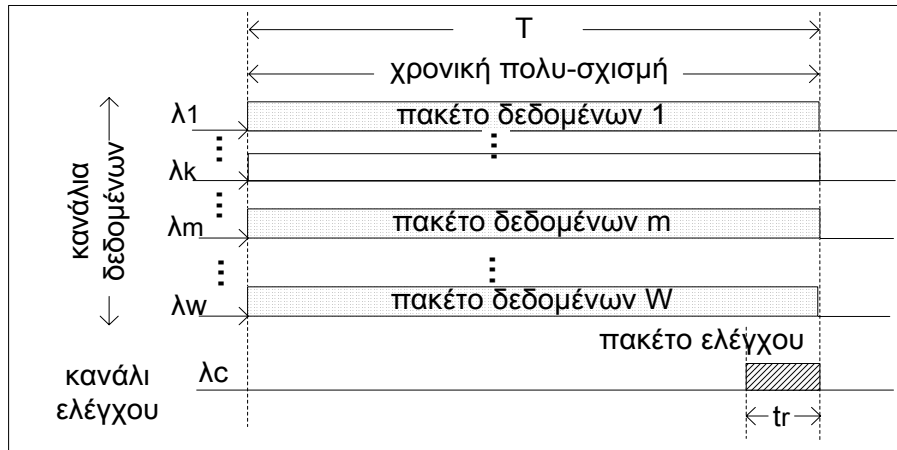 T
χρονική πολυ-σχισμή
κανάλια
δεδομένων
λ1
πακέτο δεδομένων 1
λk
λm
πακέτο δεδομένων m
λw
πακέτο δεδομένων W
πακέτο ελέγχου
κανάλι
ελέγχου
λc
tr